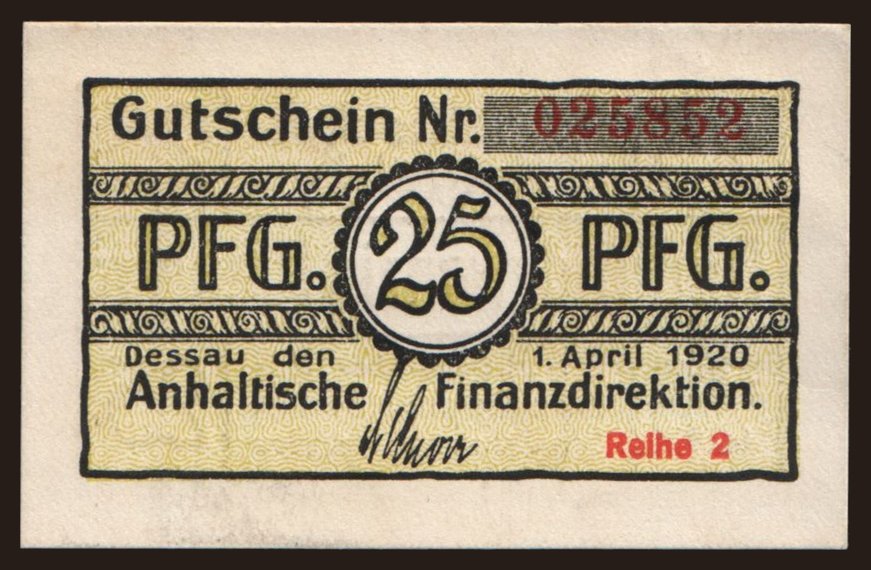 Gutschein Nr. 025852
PFG. 25 PFG.
Dessau den 1. April 1920
Anhaltische Finanzdirektion.
Reihe 2